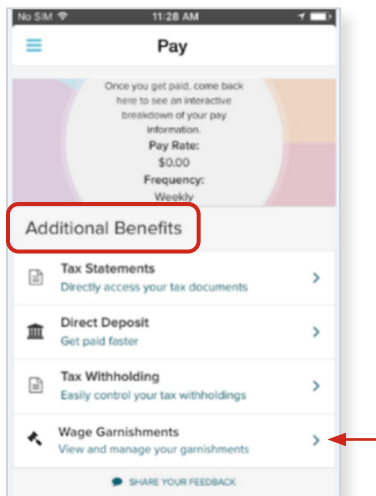 No SIM 11:28 AM
Pay
Once you get paid, come back
here to see an interactive
breakdown of your pay
information.
Pay Rate:
$0.00
Frequency:
Weekly
Additional Benefits
Tax Statements
Directly access your tax documents
Direct Deposit
Get paid faster
Tax Withholding
Easily control your tax withholdings
Wage Garnishments
View and manage your garnishments
SHARE YOUR FEEDBACK